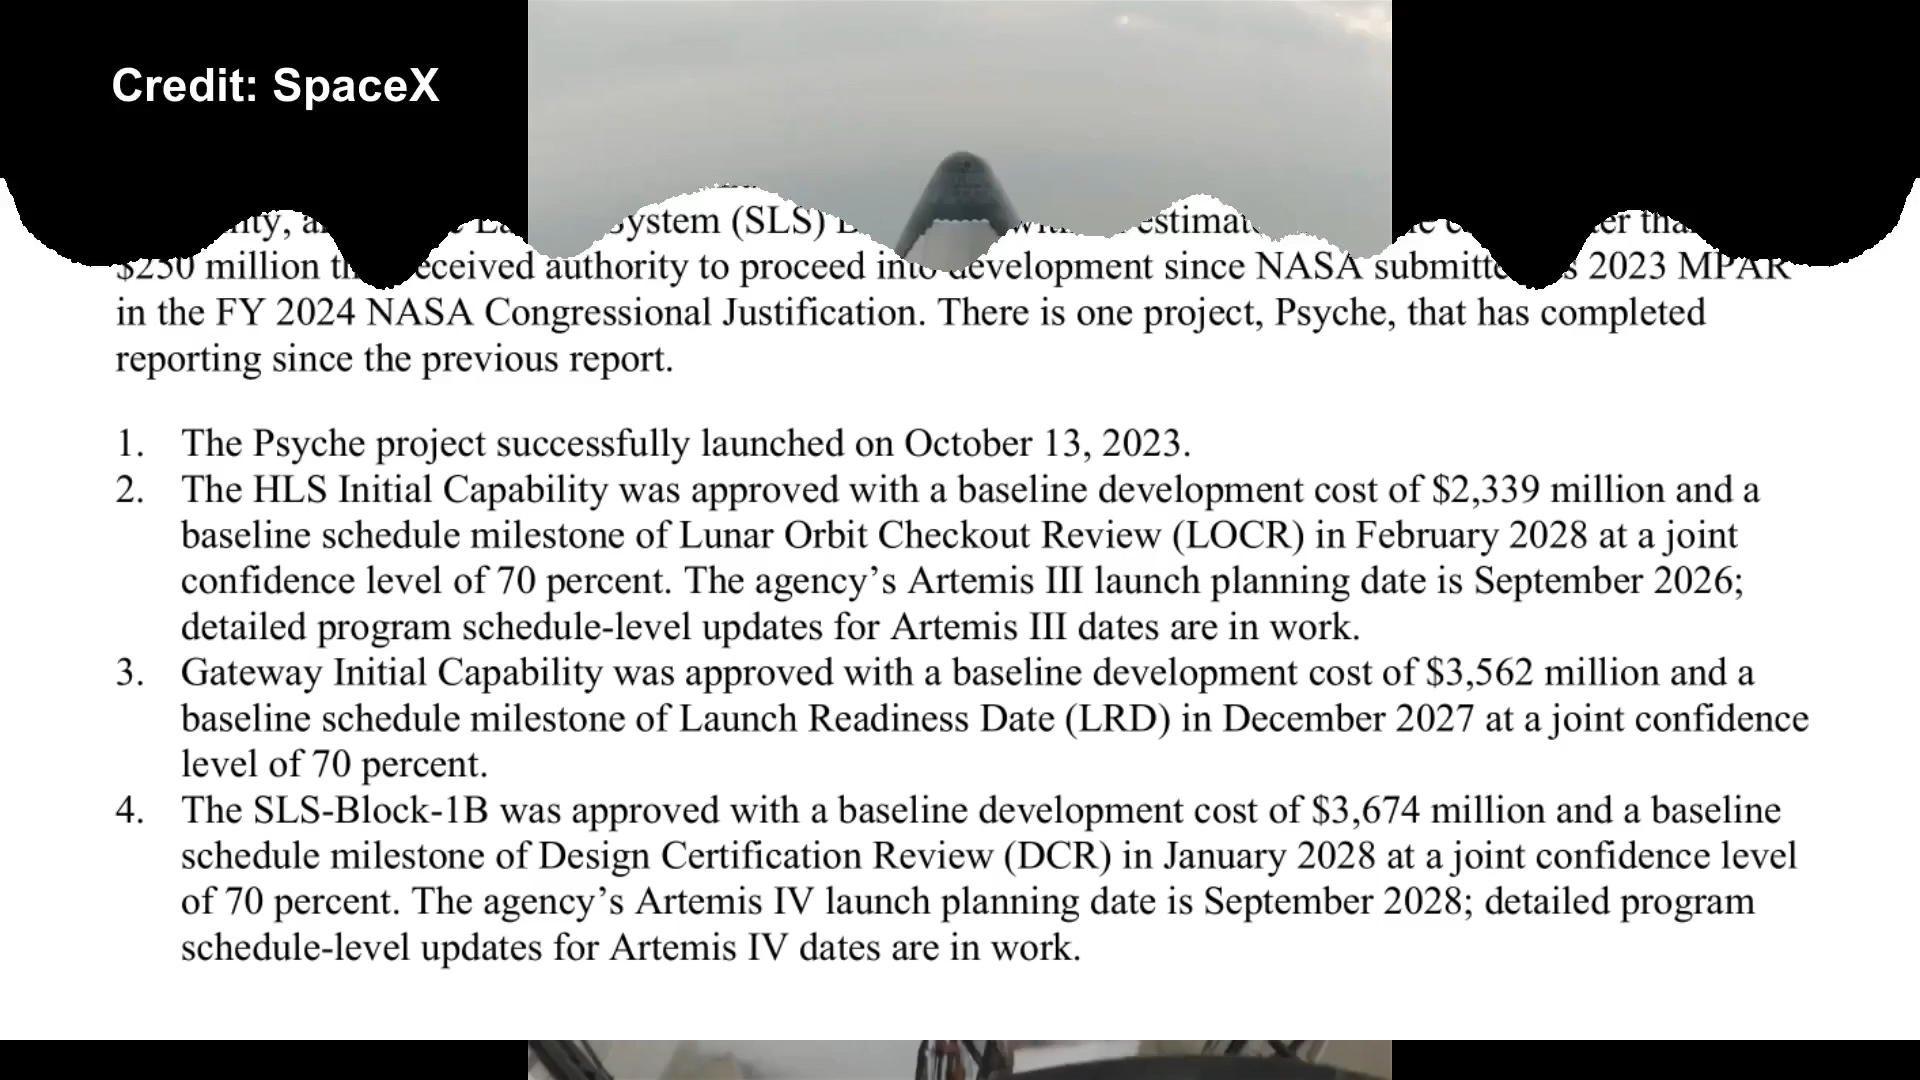 Credit: SpaceX
System (SLS)
$250 million received authority to proceed into development since NASA 2023 MPAR
in the FY 2024 NASA Congressional Justification. There is one project, Psyche, that has completed
reporting since the previous report.
1. The Psyche project successfully launched on October 13, 2023.
2. The HLS Initial Capability was approved with a baseline development cost of $2,339 million and a
baseline schedule milestone of Lunar Orbit Checkout Review (LOCR) in February 2028 at a joint
confidence level of 70 percent. The agency’s Artemis III launch planning date is September 2026;
detailed program schedule-level updates for Artemis III dates are in work.
3. Gateway Initial Capability was approved with a baseline development cost of $3,562 million and a
baseline schedule milestone of Launch Readiness Date (LRD) in December 2027 at a joint confidence
level of 70 percent.
4. The SLS-Block-1B was approved with a baseline development cost of $3,674 million and a baseline
schedule milestone of Design Certification Review (DCR) in January 2028 at a joint confidence level
of 70 percent. The agency’s Artemis IV launch planning date is September 2028; detailed program
schedule-level updates for Artemis IV dates are in work.